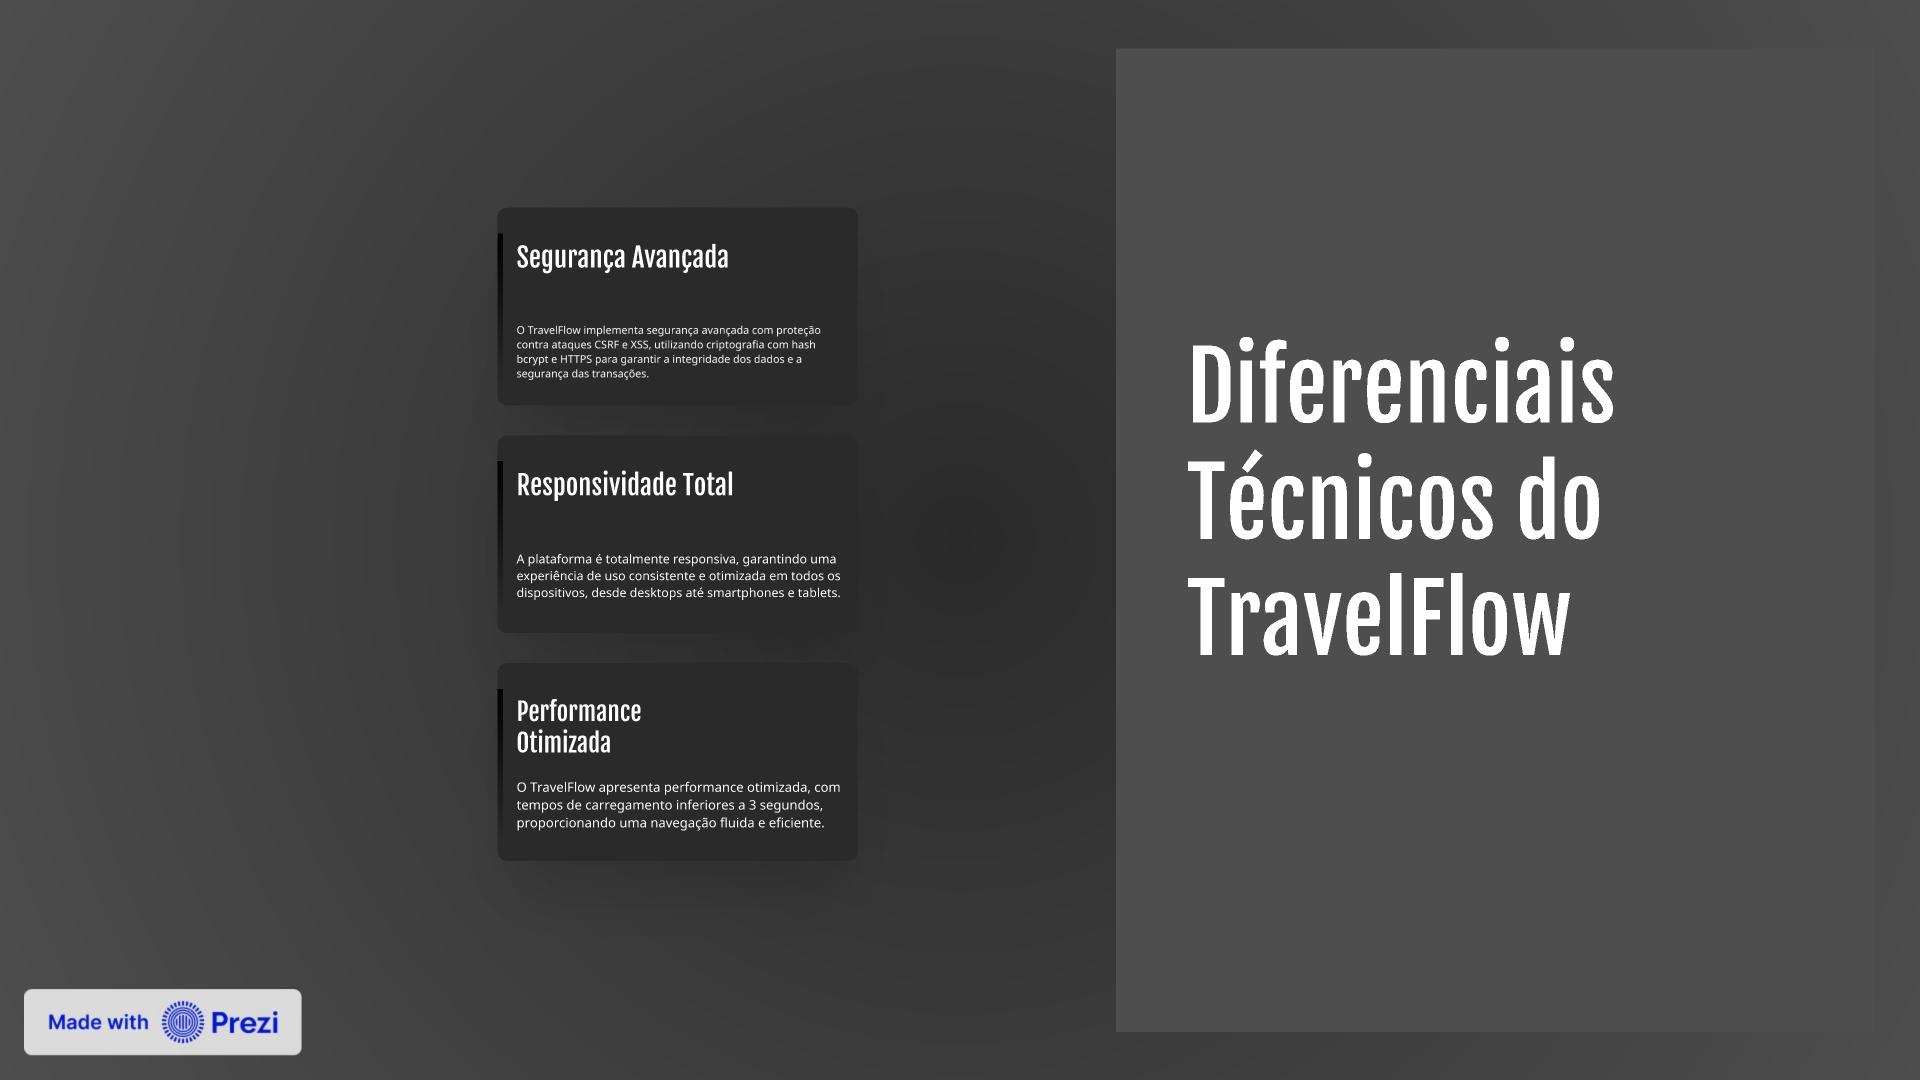 Segurança Avançada
O TravelFlow implementa segurança avançada com proteção
contra ataques CSRF e XSS, utilizando criptografia com hash
bcrypt e HTTPS para garantir a integridade dos dados e a
segurança das transações.
Responsividade Total
A plataforma é totalmente responsiva, garantindo uma
experiência de uso consistente e otimizada em todos os
dispositivos, desde desktops até smartphones e tablets.
Performance
Otimizada
O TravelFlow apresenta performance otimizada, com
tempos de carregamento inferiores a 3 segundos,
proporcionando uma navegação fluida e eficiente.
Diferenciais
Técnicos do
TravelFlow
Made with Prezi